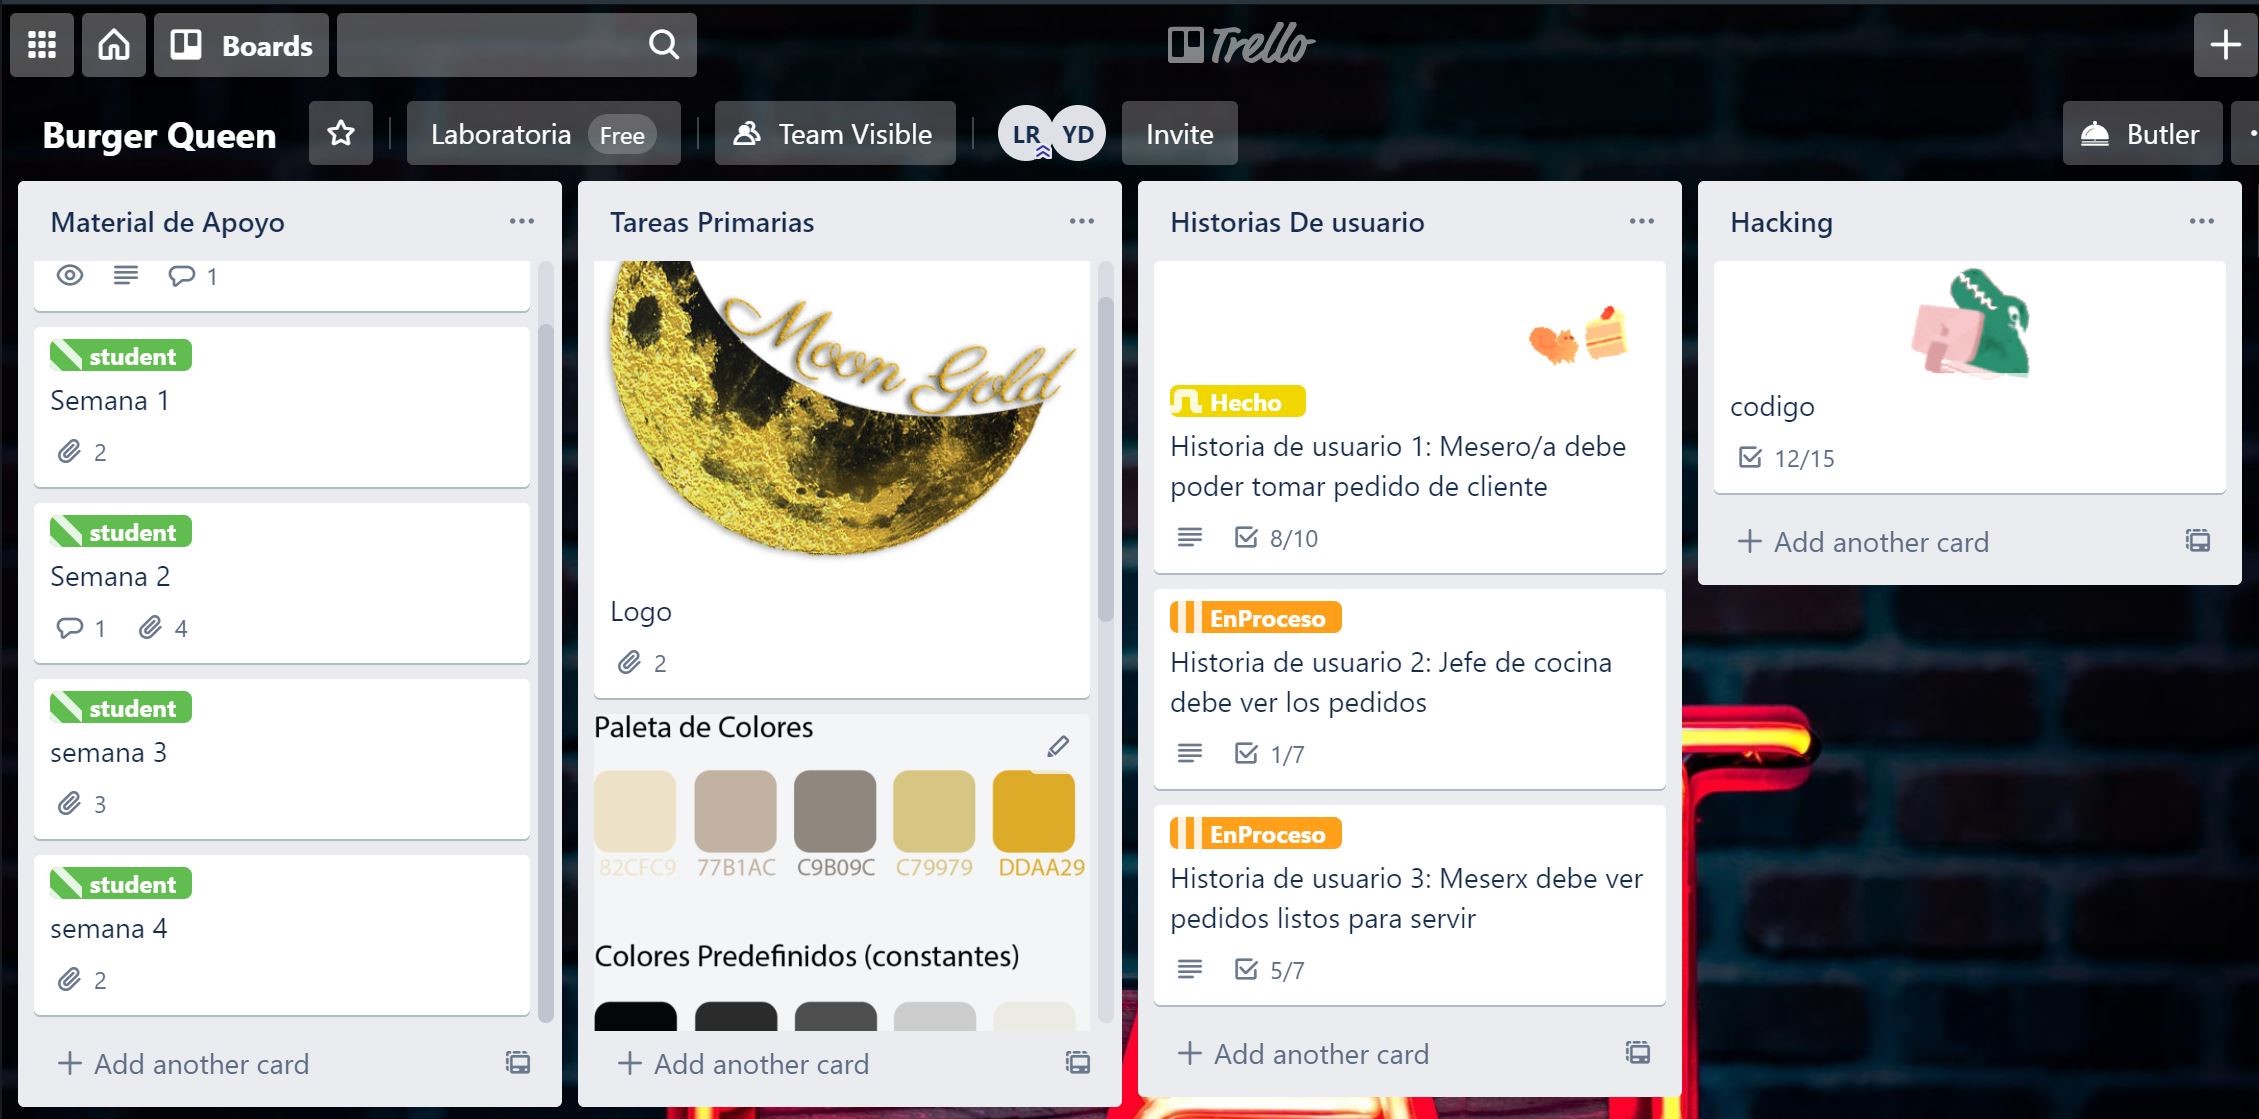 Boards
Trello
Burger Queen
Laboratoria Free
Team Visible
LR YD
Invite
Butler
Material de Apoyo
1
student
Semana 1
2
student
Semana 2
1 4
student
semana 3
3
student
semana 4
2
+ Add another card
Tareas Primarias
Moon Gold
Logo
2
Paleta de Colores
82CFC9 77B1AC C9B09C C79979 DDAA29
Colores Predefinidos (constantes)
+ Add another card
Historias De usuario
Hecho
Historia de usuario 1: Mesero/a debe
poder tomar pedido de cliente
8/10
EnProceso
Historia de usuario 2: Jefe de cocina
debe ver los pedidos
1/7
EnProceso
Historia de usuario 3: Meserx debe ver
pedidos listos para servir
5/7
+ Add another card
Hacking
codigo
12/15
+ Add another card